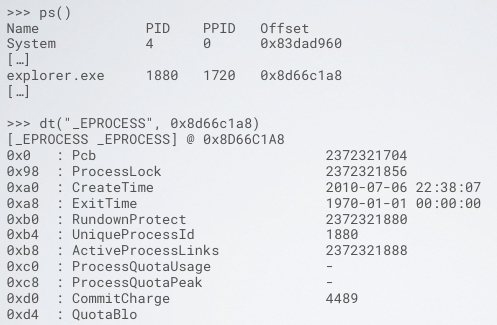 >>> ps()
Name PID PPID Offset
System 4 0 0x83dad960
[…]
explorer.exe 1880 1720 0x8d66c1a8
[…]
>>> dt("_EPROCESS", 0x8d66c1a8)
[_EPROCESS _EPROCESS] @ 0x8D66C1A8
0x0 : Pcb 2372321704
0x98 : ProcessLock 2372321856
0xa0 : CreateTime 2010-07-06 22:38:07
0xa8 : ExitTime 1970-01-01 00:00:00
0xb0 : RundownProtect 2372321880
0xb4 : UniqueProcessId 1880
0xb8 : ActiveProcessLinks 2372321888
0xc0 : ProcessQuotaUsage -
0xc8 : ProcessQuotaPeak -
0xd0 : CommitCharge 4489
0xd4 : QuotaBlo